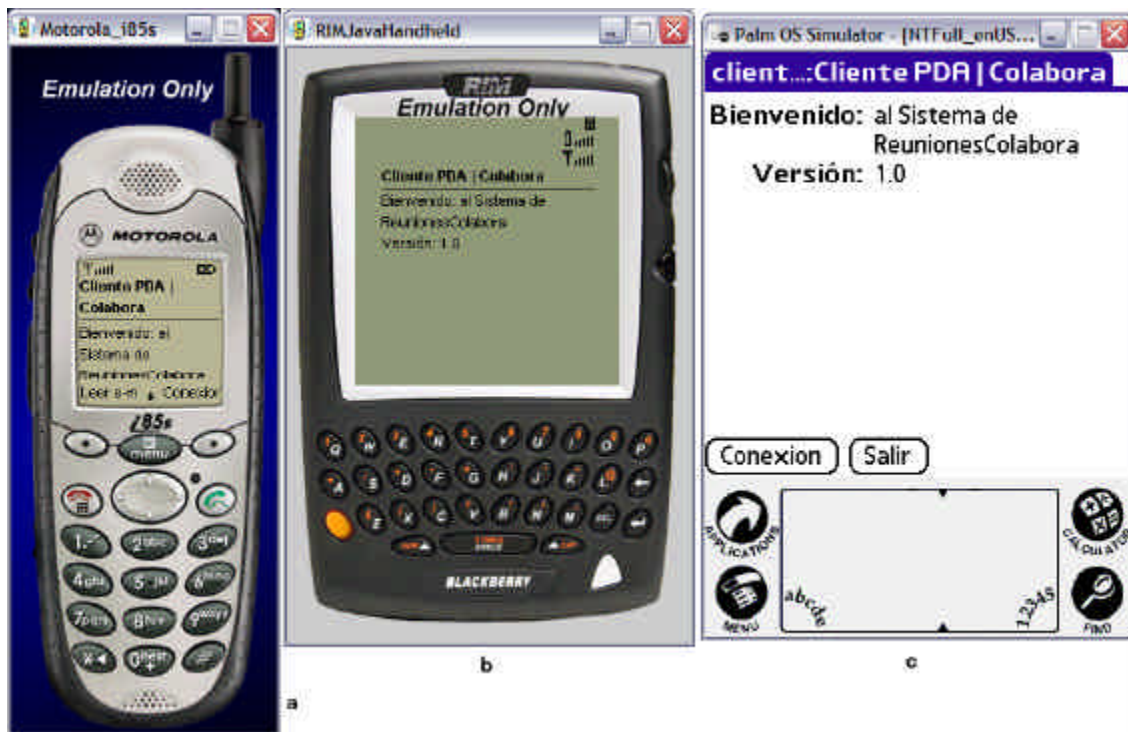 Motorola_i85s
Emulation Only
MOTOROLA
Cliente PDA |
Colabora
Bienvenido: al
Sistema de
ReunionesColabora
Conexion
i85s
menu
a
RIMJavaHandheld
RIM
Emulation Only
Cliente PDA | Colabora
Bienvenido: al Sistema de
ReunionesColabora
Versión: 1.0
BLACKBERRY
b
Palm OS Simulator - [NTFull_enUS...
client...:Cliente PDA | Colabora
Bienvenido: al Sistema de
ReunionesColabora
Versión: 1.0
Conexion Salir
APPLICATIONS
CALCULATOR
MENU
abcde
12345
FIND
c